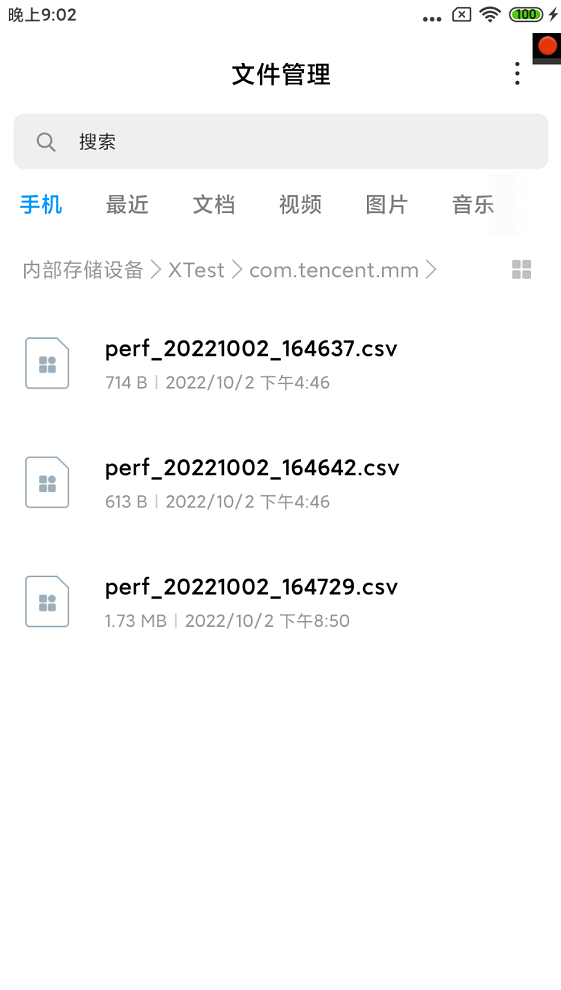 晚上9:02
100
文件管理
搜索
手机 最近 文档 视频 图片 音乐
内部存储设备 XTest com.tencent.mm
perf_20221002_164637.csv
714 B | 2022/10/2 下午4:46
perf_20221002_164642.csv
613 B | 2022/10/2 下午4:46
perf_20221002_164729.csv
1.73 MB | 2022/10/2 下午8:50